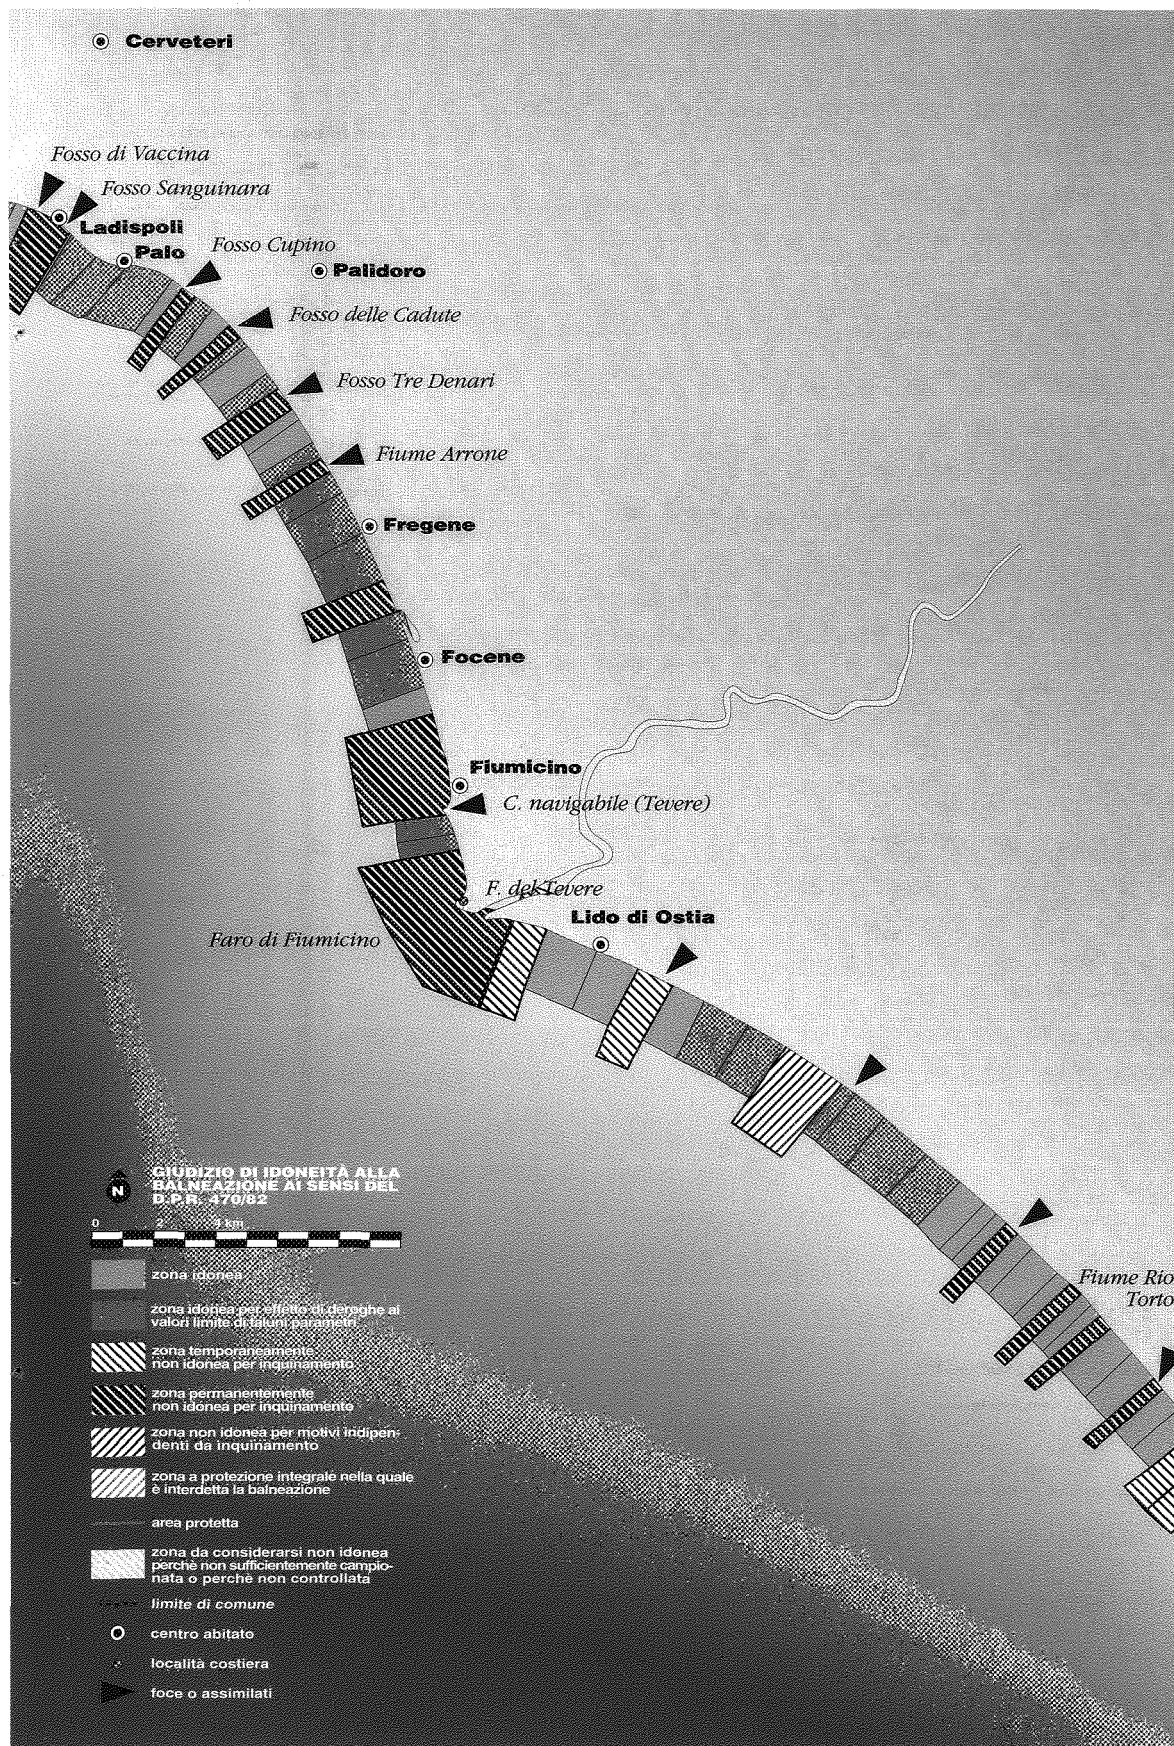 Cerveteri
Fosso di Vaccina
Fosso Sanguinara
Ladispoli
Palo
Fosso Cupino
Palidoro
Fosso delle Cadute
Fosso Tre Denari
Fiume Arrone
Fregene
Focene
Fiumicino
C. navigabile (Tevere)
F. del Tevere
Lido di Ostia
Faro di Fiumicino
Fiume Rio
Torto
GIUDIZIO DI IDONEITÀ ALLA
BALNEAZIONE AI SENSI DEL
D.P.R. 470/82
N
0 2 4 km
zona idonea
zona idonea per effetto di deroghe ai
valori limite di taluni parametri
zona temporaneamente
non idonea per inquinamento
zona permanentemente
non idonea per inquinamento
zona non idonea per motivi indipen-
denti da inquinamento
zona a protezione integrale nella quale
è interdetta la balneazione
area protetta
zona da considerarsi non idonea
perchè non sufficientemente campio-
nata o perchè non controllata
limite di comune
centro abitato
località costiera
foce o assimilati